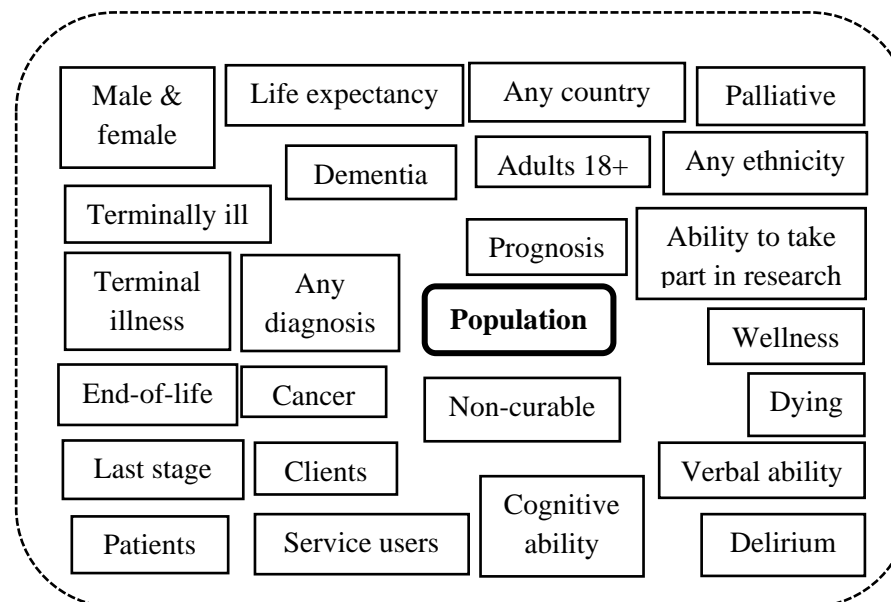 Male &
female
Life expectancy
Any country
Palliative
Dementia
Adults 18+
Any ethnicity
Terminally ill
Prognosis
Ability to take
part in research
Terminal
illness
Any
diagnosis
Population
Wellness
End-of-life
Cancer
Non-curable
Dying
Last stage
Clients
Verbal ability
Patients
Service users
Cognitive
ability
Delirium